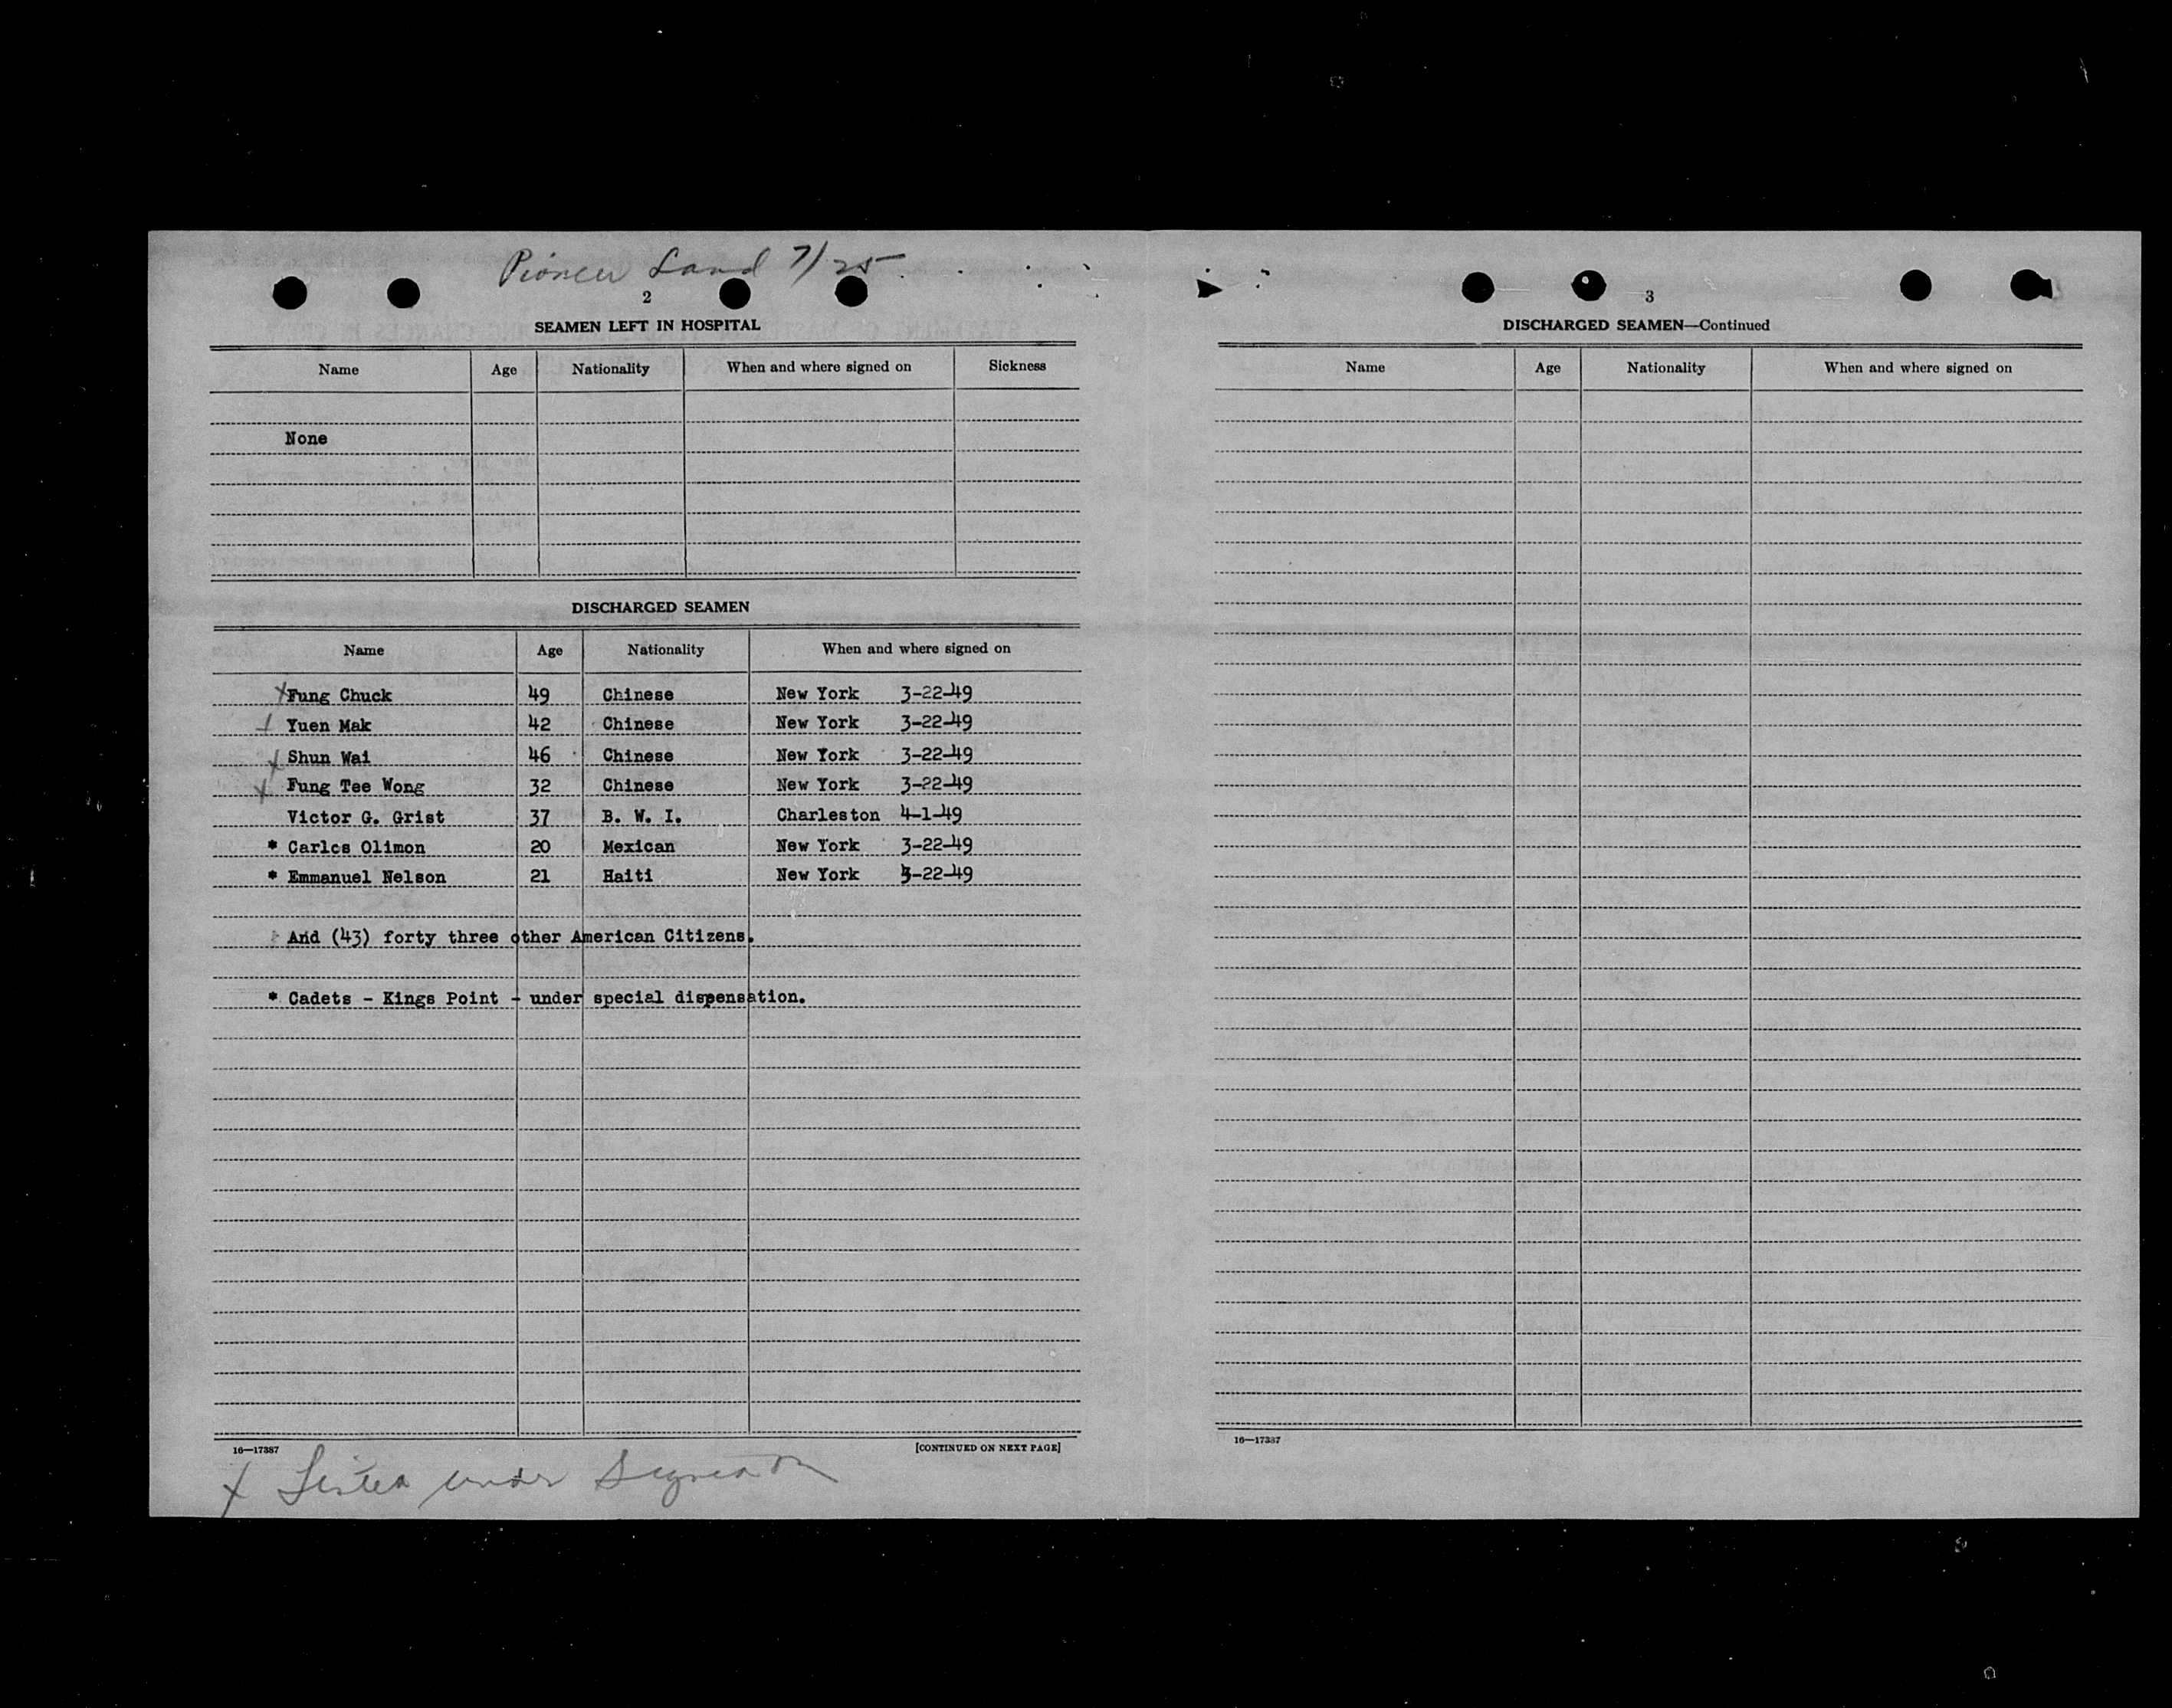 Pioneer Land 7/25
2
SEAMEN LEFT IN HOSPITAL
Name Age Nationality When and where signed on Sickness
None
DISCHARGED SEAMEN
Name Age Nationality When and where signed on
x Fung Chuck 49 Chinese New York 3-22-49
x Yuen Mak 42 Chinese New York 3-22-49
x Shun Wai 46 Chinese New York 3-22-49
x Fung Tee Wong 32 Chinese New York 3-22-49
Victor G. Grist 37 B. W. I. Charleston 4-1-49
* Carlos Olimon 20 Mexican New York 3-22-49
* Emmanuel Nelson 21 Haiti New York 3-22-49
And (43) forty three other American Citizens.
* Cadets - Kings Point - under special dispensation.
16—17387 [CONTINUED ON NEXT PAGE]
x Listed under Signed on
3
DISCHARGED SEAMEN—Continued
Name Age Nationality When and where signed on
16—17387